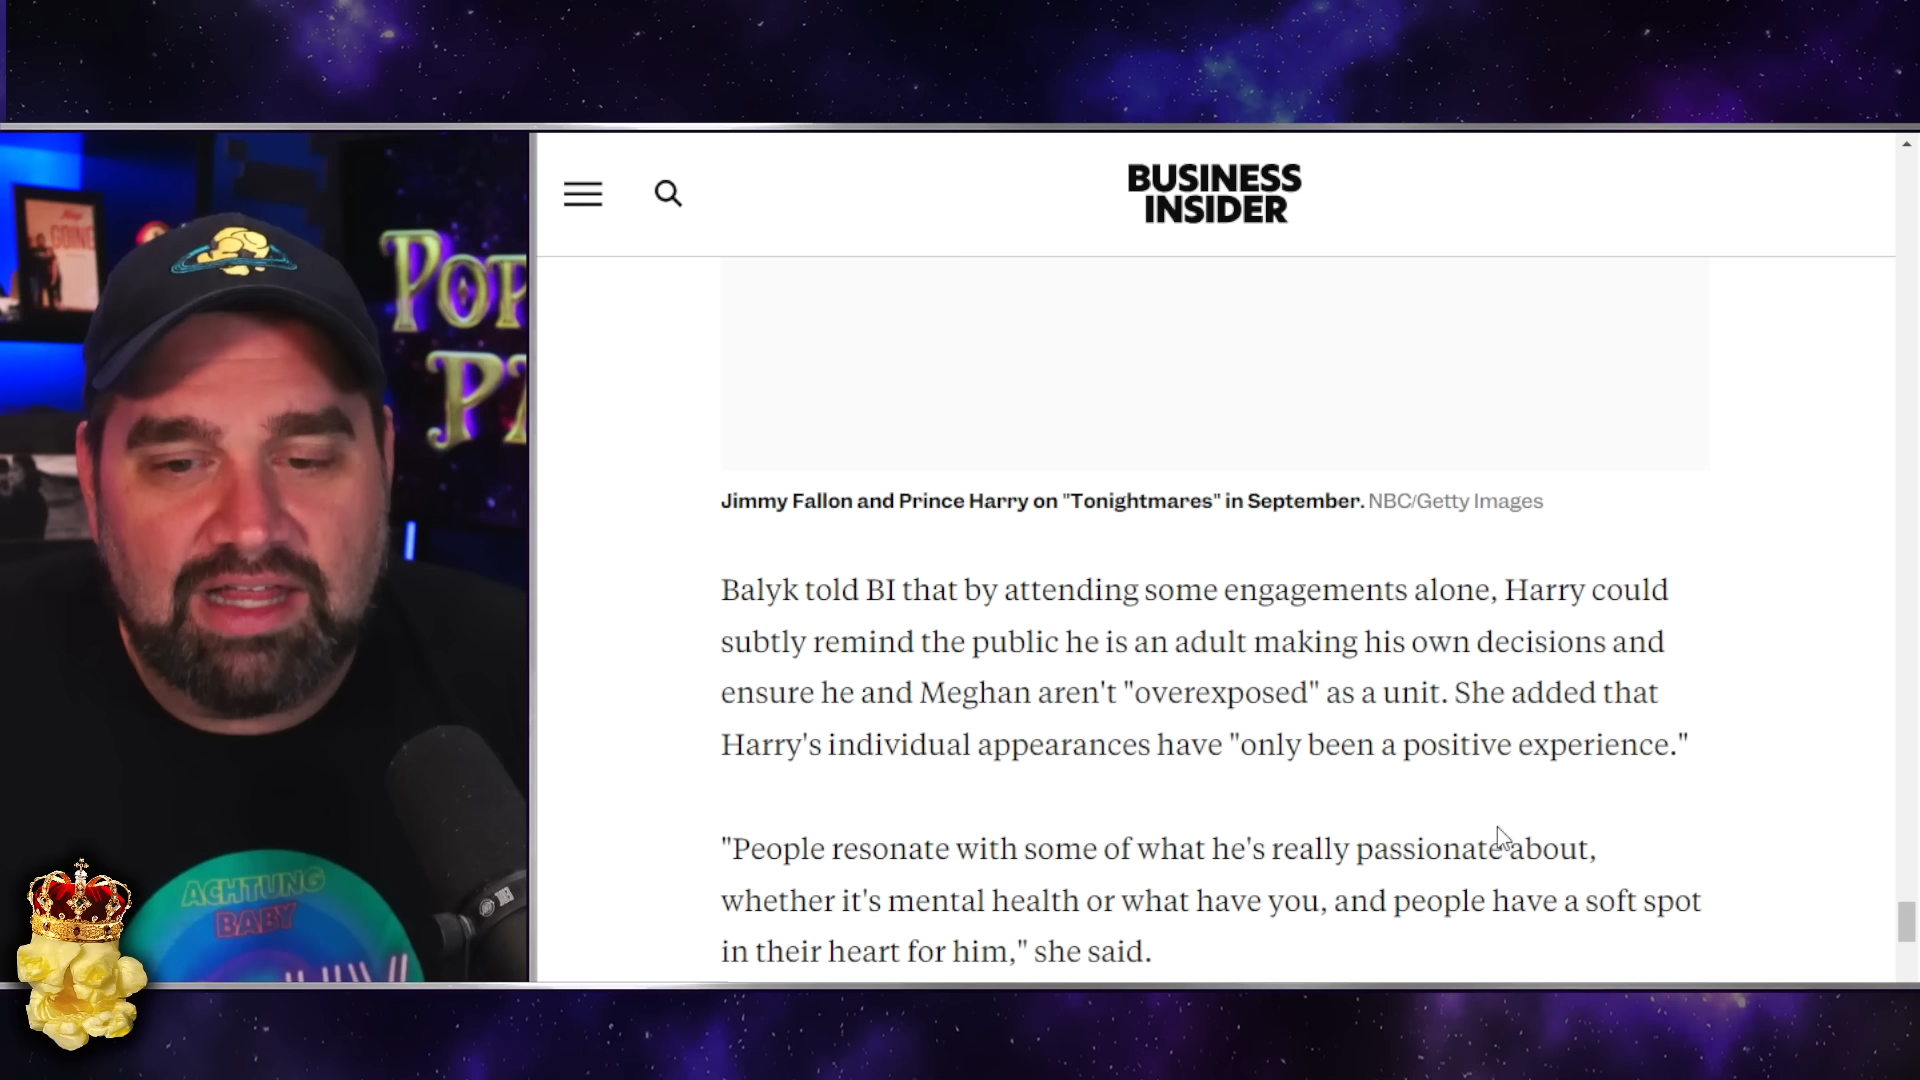 GOING
POP
P
ACHTUNG
BABY
BUSINESS
INSIDER
Jimmy Fallon and Prince Harry on "Tonightmares" in September. NBC/Getty Images
Balyk told BI that by attending some engagements alone, Harry could
subtly remind the public he is an adult making his own decisions and
ensure he and Meghan aren't "overexposed" as a unit. She added that
Harry's individual appearances have "only been a positive experience."
"People resonate with some of what he's really passionate about,
whether it's mental health or what have you, and people have a soft spot
in their heart for him," she said.